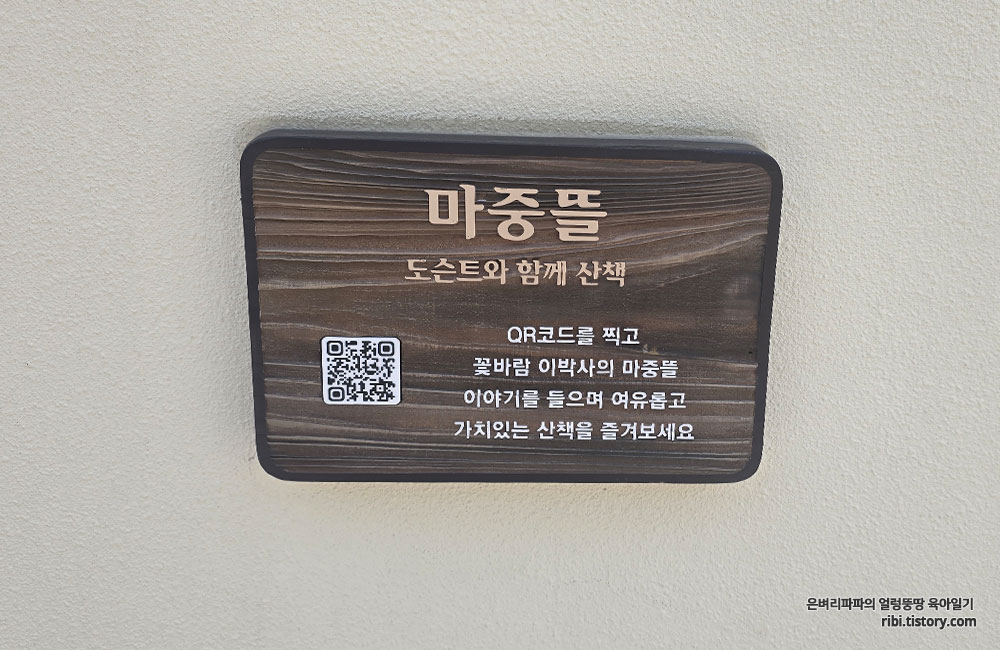 마중뜰
도슨트와 함께 산책
QR코드를 찍고
꽃바람 이박사의 마중뜰
이야기를 들으며 여유롭고
가치있는 산책을 즐겨보세요
은벼리파파의 얼렁뚱땅 육아일기
ribi.tistory.com